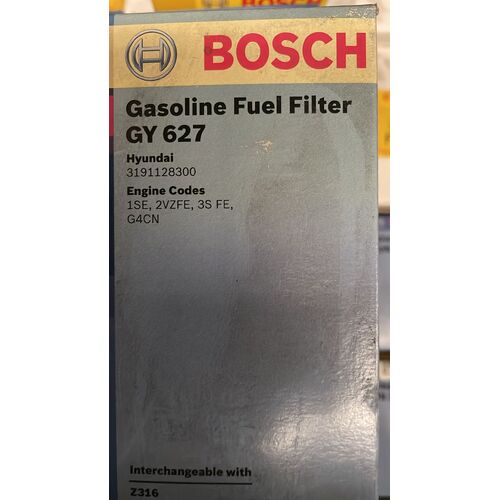 BOSCH
Gasoline Fuel Filter
GY 627
Hyundai
3191128300
Engine Codes
1SE, 2VZFE, 3S FE,
G4CN
Interchangeable with
Z316